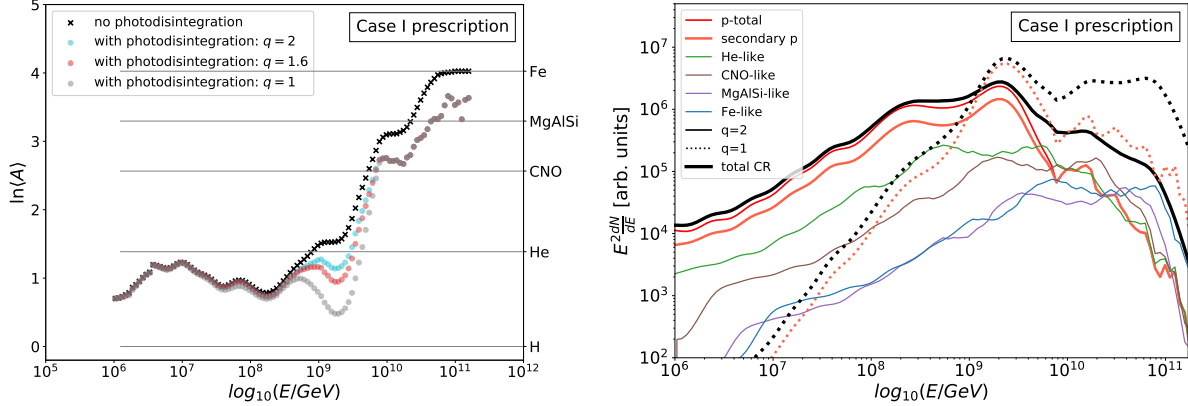 Case I prescription
no photodisintegration
with photodisintegration: q = 2
with photodisintegration: q = 1.6
with photodisintegration: q = 1
ln⟨A⟩
5
4
3
2
1
0
Fe
MgAlSi
CNO
He
H
10^5 10^6 10^7 10^8 10^9 10^10 10^11 10^12
log_10(E/GeV)
Case I prescription
p-total
secondary p
He-like
CNO-like
MgAlSi-like
Fe-like
q=2
q=1
total CR
E^2 dN/dE [arb. units]
10^7
10^6
10^5
10^4
10^3
10^2
10^6 10^7 10^8 10^9 10^10 10^11
log_10(E/GeV)